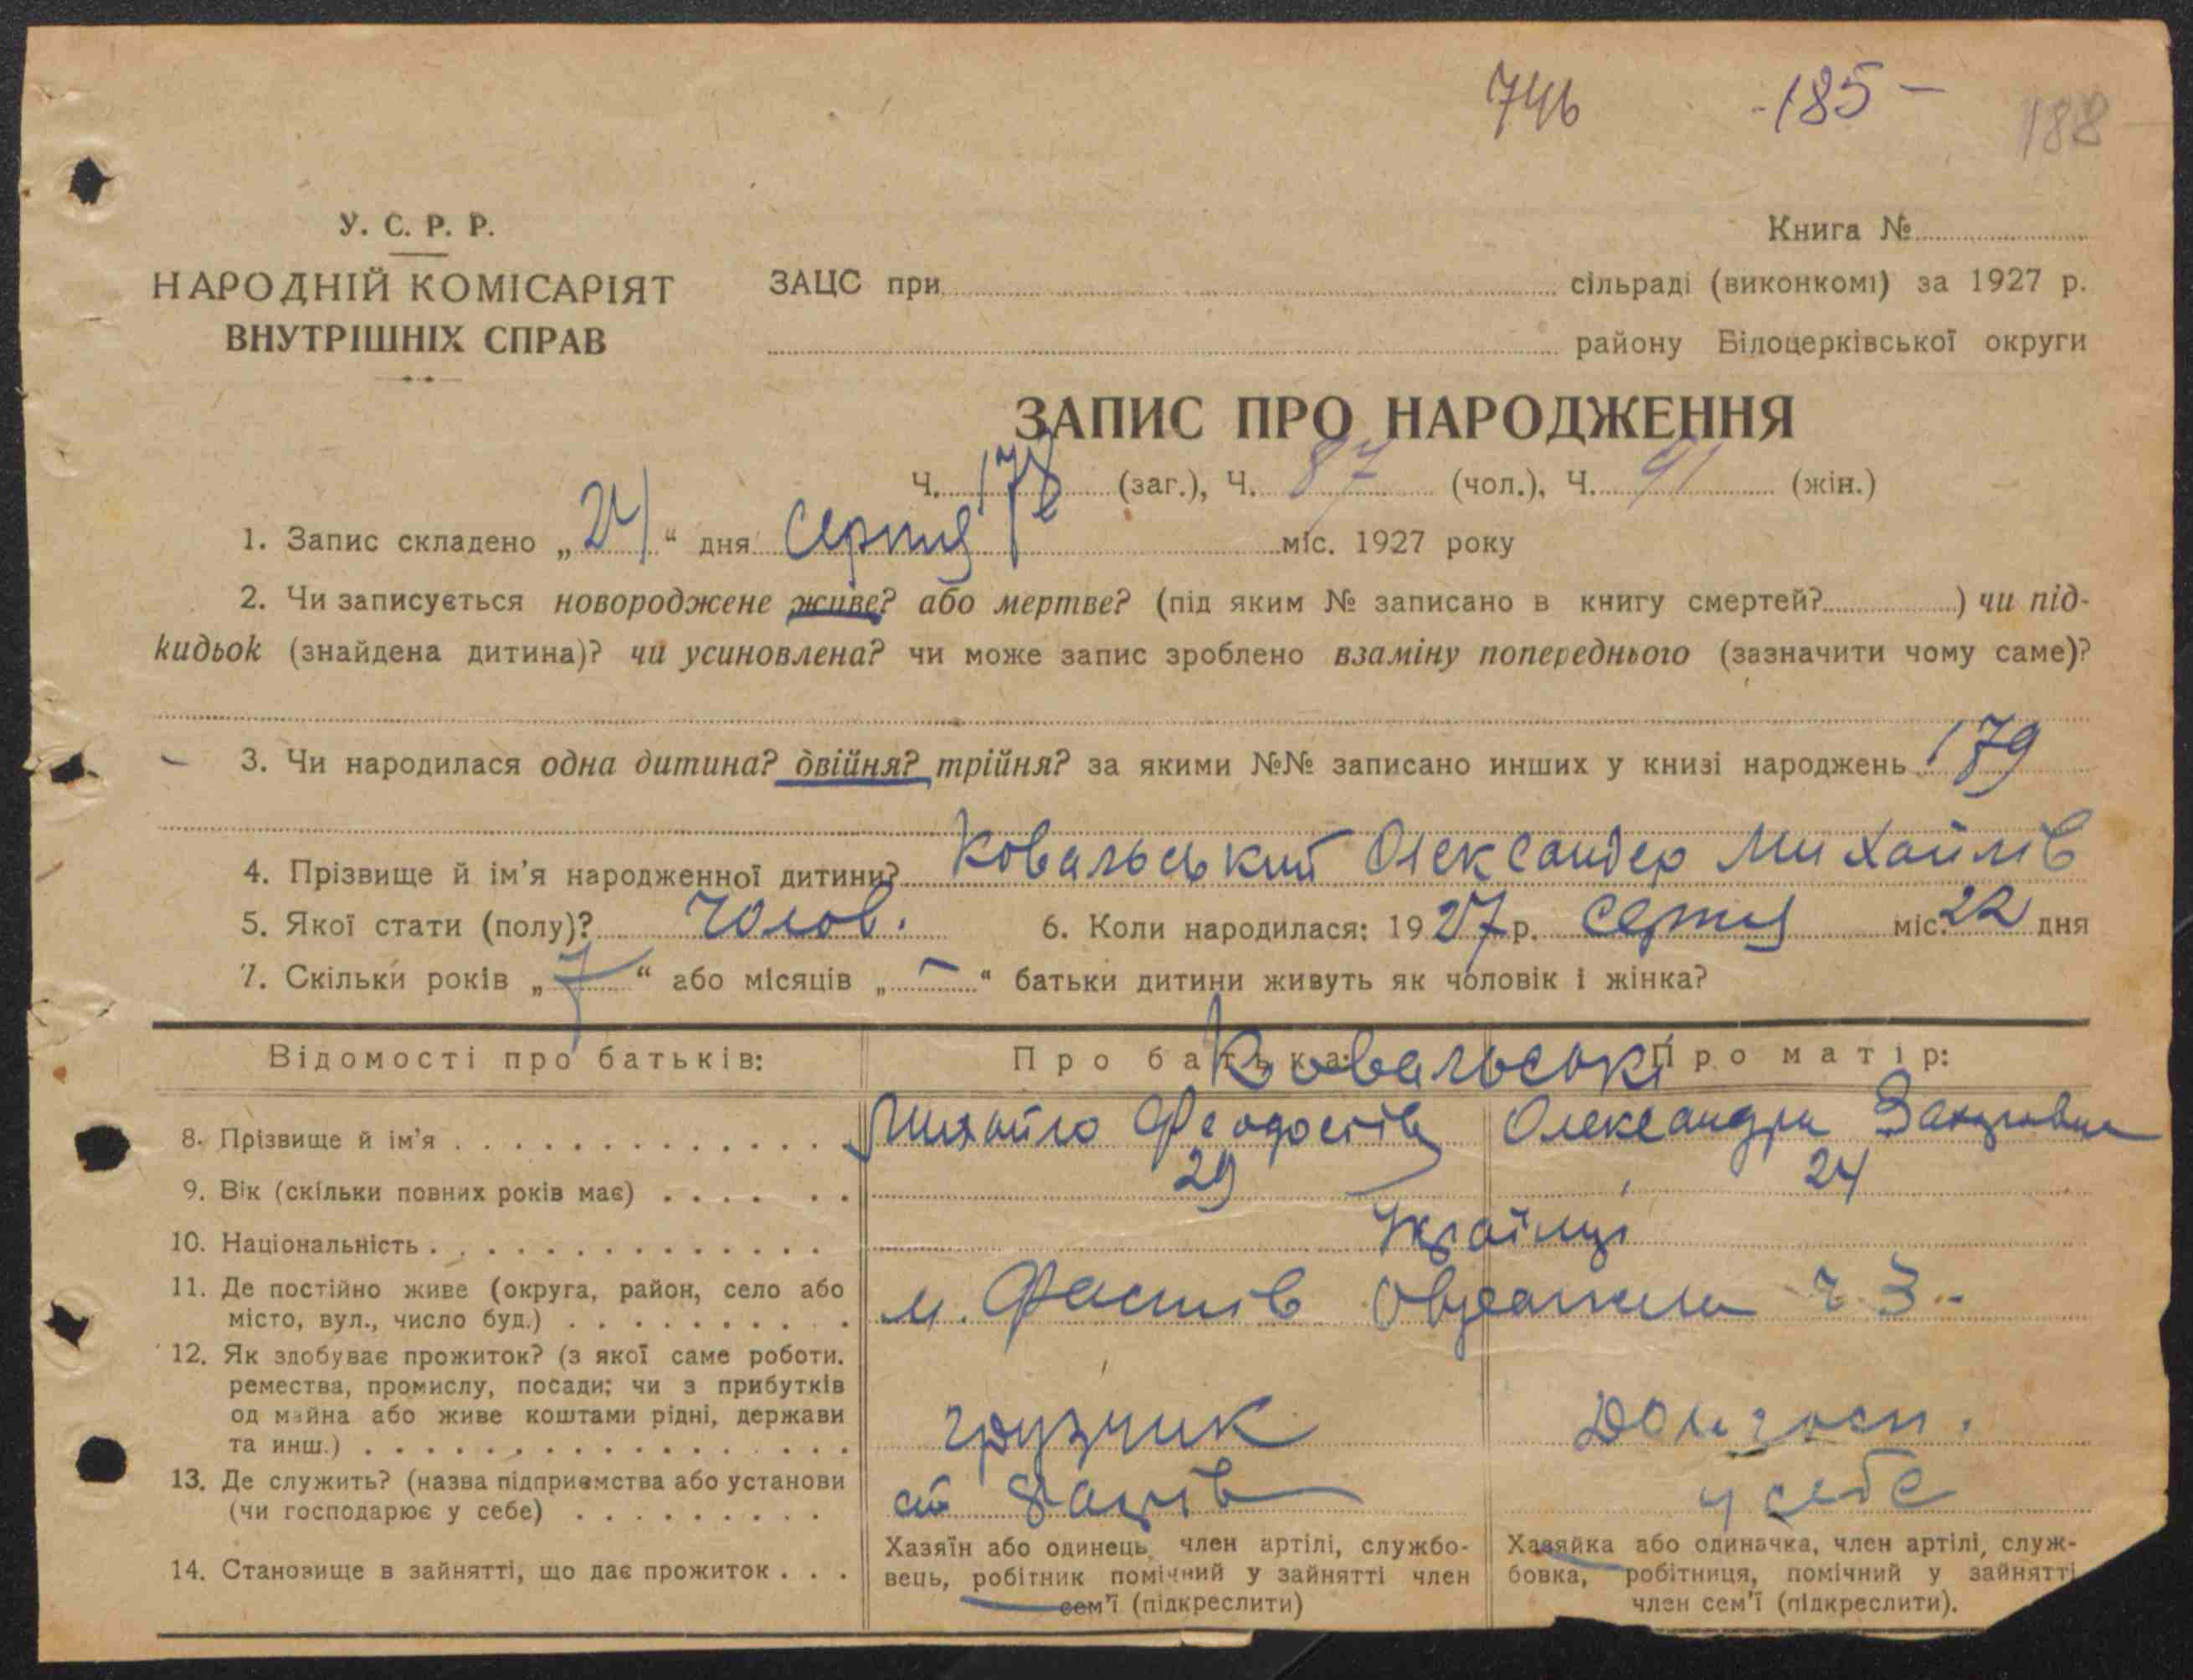 746 -185- 188
У. С. Р. Р.
НАРОДНІЙ КОМІСАРІЯТ
ВНУТРІШНІХ СПРАВ
Книга №
ЗАЦС при сільраді (виконкомі) за 1927 р.
району Білоцерківської округи
ЗАПИС ПРО НАРОДЖЕННЯ
Ч. 178 (заг.), Ч. 87 (чол.), Ч. 91 (жін.)
1. Запис складено „24“ дня Серпня міс. 1927 року
2. Чи записується новороджене живе? або мертве? (під яким № записано в книгу смертей?) чи під-
кидьок (знайдена дитина)? чи усиновлена? чи може запис зроблено взаміну попереднього (зазначити чому саме)?
3. Чи народилася одна дитина? двійня? трійня? за якими №№ записано инших у книзі народжень 179
4. Прізвище й ім'я народженної дитини? Ковальський Олександер Михайлів
5. Якої стати (полу)? Чолов. 6. Коли народилася: 1927 р. Серпня міс. 22 дня
7. Скільки років „7“ або місяців „—“ батьки дитини живуть як чоловік і жінка?
Відомості про батьків: Про батька: Про матір:
Ковальські
8. Прізвище й ім'я Михайло Феодосіїв Олександра
9. Вік (скільки повних років має) 29 24
10. Національність Українці
11. Де постійно живе (округа, район, село або
місто, вул., число буд.) м. Фастів ч. 3
12. Як здобуває прожиток? (з якої саме роботи.
ремества, промислу, посади; чи з прибутків
од майна або живе коштами рідні, держави
та инш.) грузчик Домгосп.
13. Де служить? (назва підприємства або установи
(чи господарює у себе) ст Фастів у себе
14. Становище в зайнятті, що дає прожиток
Хазяїн або одинець, член артілі, службо-
вець, робітник помічний у зайнятті член
сем'ї (підкреслити)
Хазяйка або одиначка, член артілі, служ-
бовка, робітниця, помічний у зайнятті
член сем'ї (підкреслити).